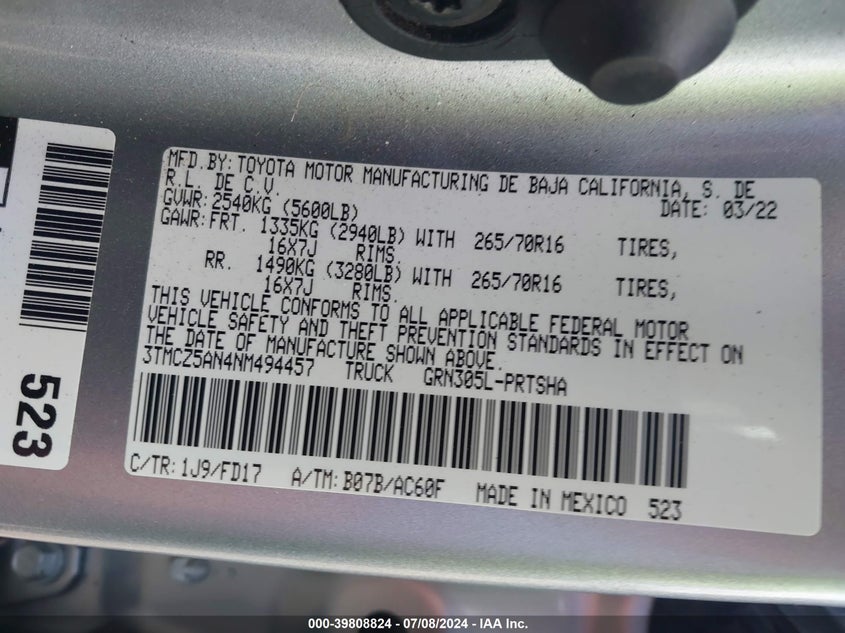 MFD.BY:TOYOTA MOTOR MANUFACTURING DE BAJA CALIFORNIA, S. DE
R.L. DE C.V. DATE: 03/22
GVWR:2540KG (5600LB)
GAWR:FRT. 1335KG (2940LB) WITH 265/70R16 TIRES,
16X7J RIMS.
RR. 1490KG (3280LB) WITH 265/70R16 TIRES,
16X7J RIMS.
THIS VEHICLE CONFORMS TO ALL APPLICABLE FEDERAL MOTOR
VEHICLE SAFETY AND THEFT PREVENTION STANDARDS IN EFFECT ON
THE DATE OF MANUFACTURE SHOWN ABOVE.
3TMCZ5AN4NM494457 TRUCK GRN305L-PRTSHA
C/TR:1J9/FD17 A/TM:B07B/AC60F MADE IN MEXICO 523
523
000-39808824 - 07/08/2024 - IAA Inc.